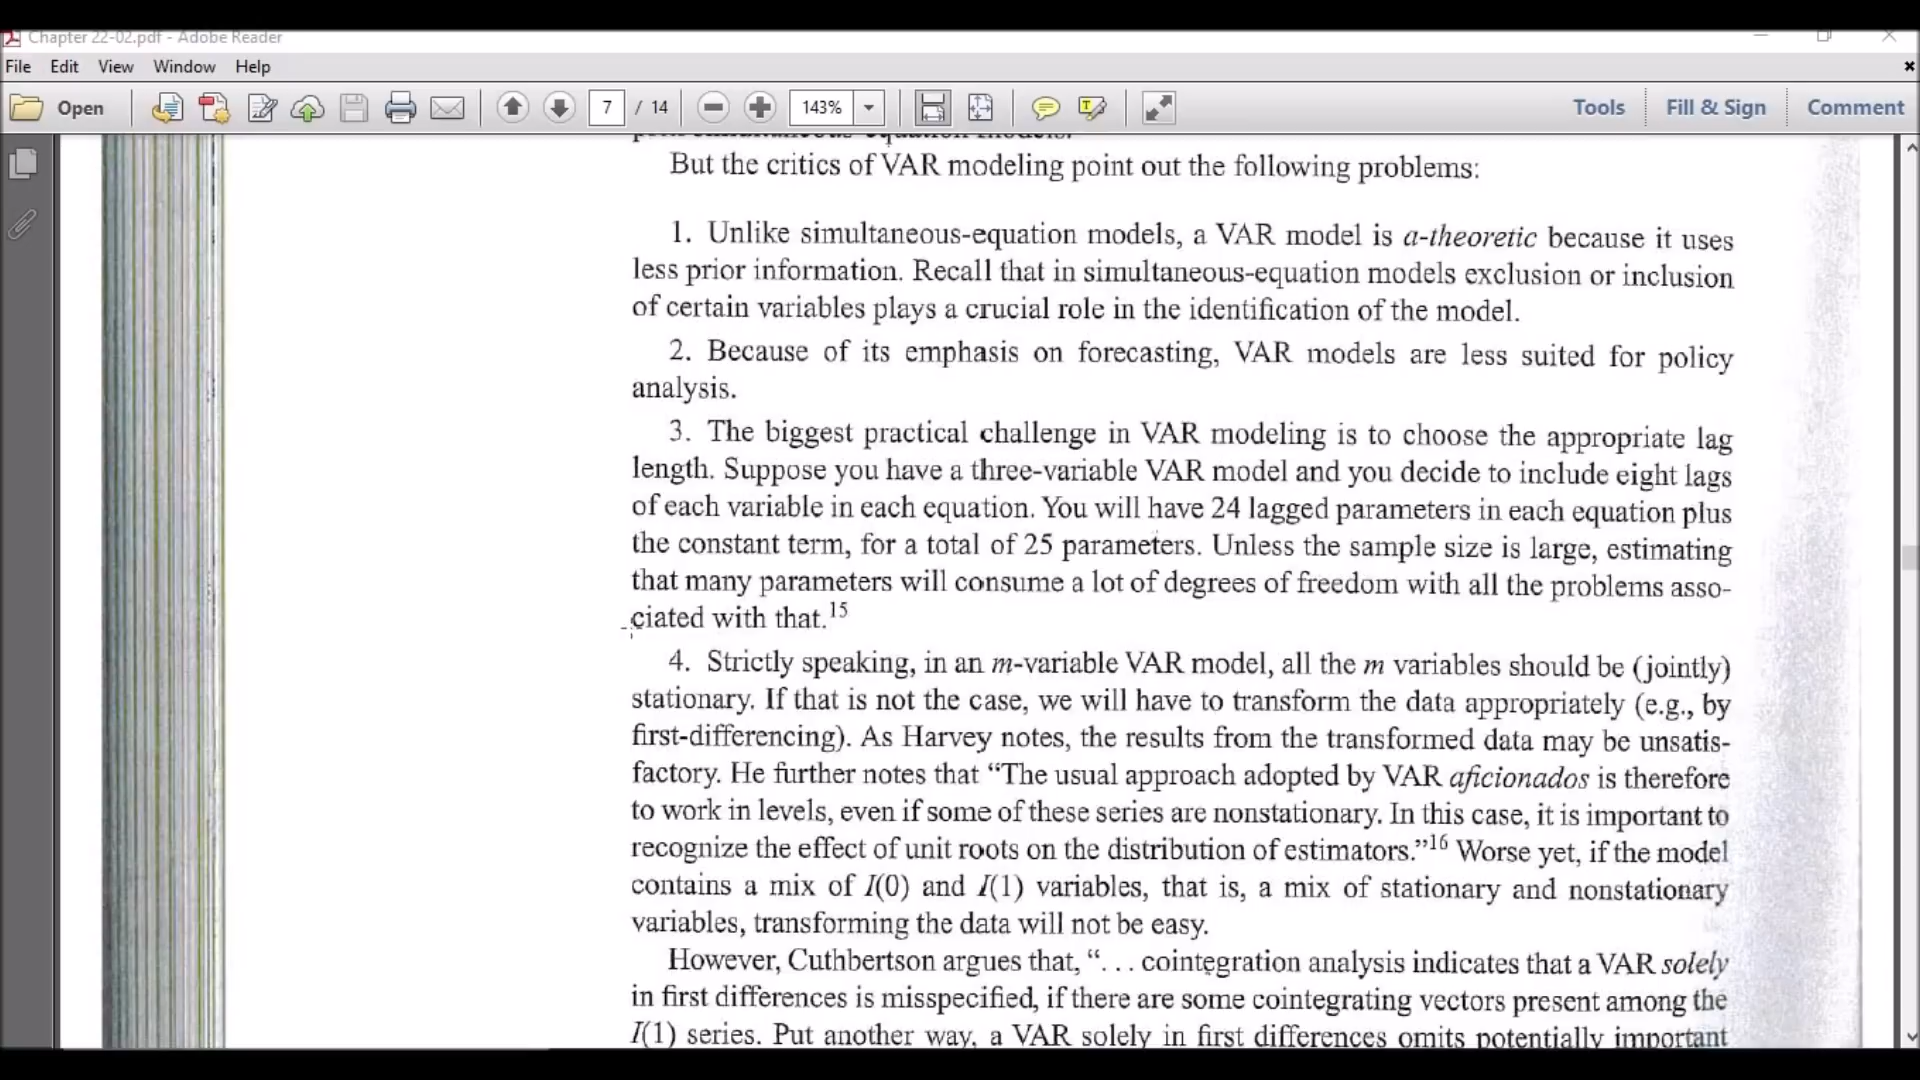 Chapter 22-02.pdf - Adobe Reader
File Edit View Window Help
Open 7 / 14 143% Tools Fill & Sign Comment
simultaneous-equation models.
But the critics of VAR modeling point out the following problems:
1. Unlike simultaneous-equation models, a VAR model is a-theoretic because it uses
less prior information. Recall that in simultaneous-equation models exclusion or inclusion
of certain variables plays a crucial role in the identification of the model.
2. Because of its emphasis on forecasting, VAR models are less suited for policy
analysis.
3. The biggest practical challenge in VAR modeling is to choose the appropriate lag
length. Suppose you have a three-variable VAR model and you decide to include eight lags
of each variable in each equation. You will have 24 lagged parameters in each equation plus
the constant term, for a total of 25 parameters. Unless the sample size is large, estimating
that many parameters will consume a lot of degrees of freedom with all the problems asso-
ciated with that.15
4. Strictly speaking, in an m-variable VAR model, all the m variables should be (jointly)
stationary. If that is not the case, we will have to transform the data appropriately (e.g., by
first-differencing). As Harvey notes, the results from the transformed data may be unsatis-
factory. He further notes that “The usual approach adopted by VAR aficionados is therefore
to work in levels, even if some of these series are nonstationary. In this case, it is important to
recognize the effect of unit roots on the distribution of estimators.”16 Worse yet, if the model
contains a mix of I(0) and I(1) variables, that is, a mix of stationary and nonstationary
variables, transforming the data will not be easy.
However, Cuthbertson argues that, “. . . cointegration analysis indicates that a VAR solely
in first differences is misspecified, if there are some cointegrating vectors present among the
I(1) series. Put another way, a VAR solely in first differences omits potentially important